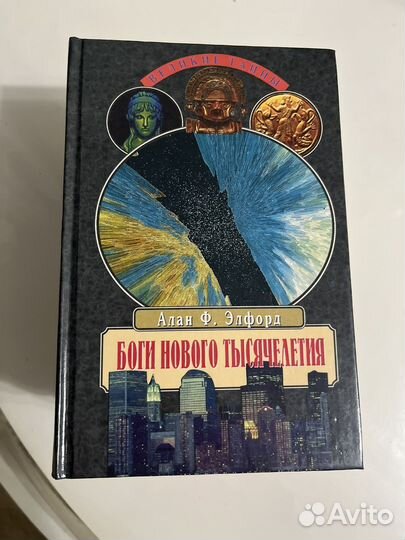 ВЕЛИКИЕ ТАЙНЫ
Алан Ф. Элфорд
БОГИ НОВОГО ТЫСЯЧЕЛЕТИЯ
Avito